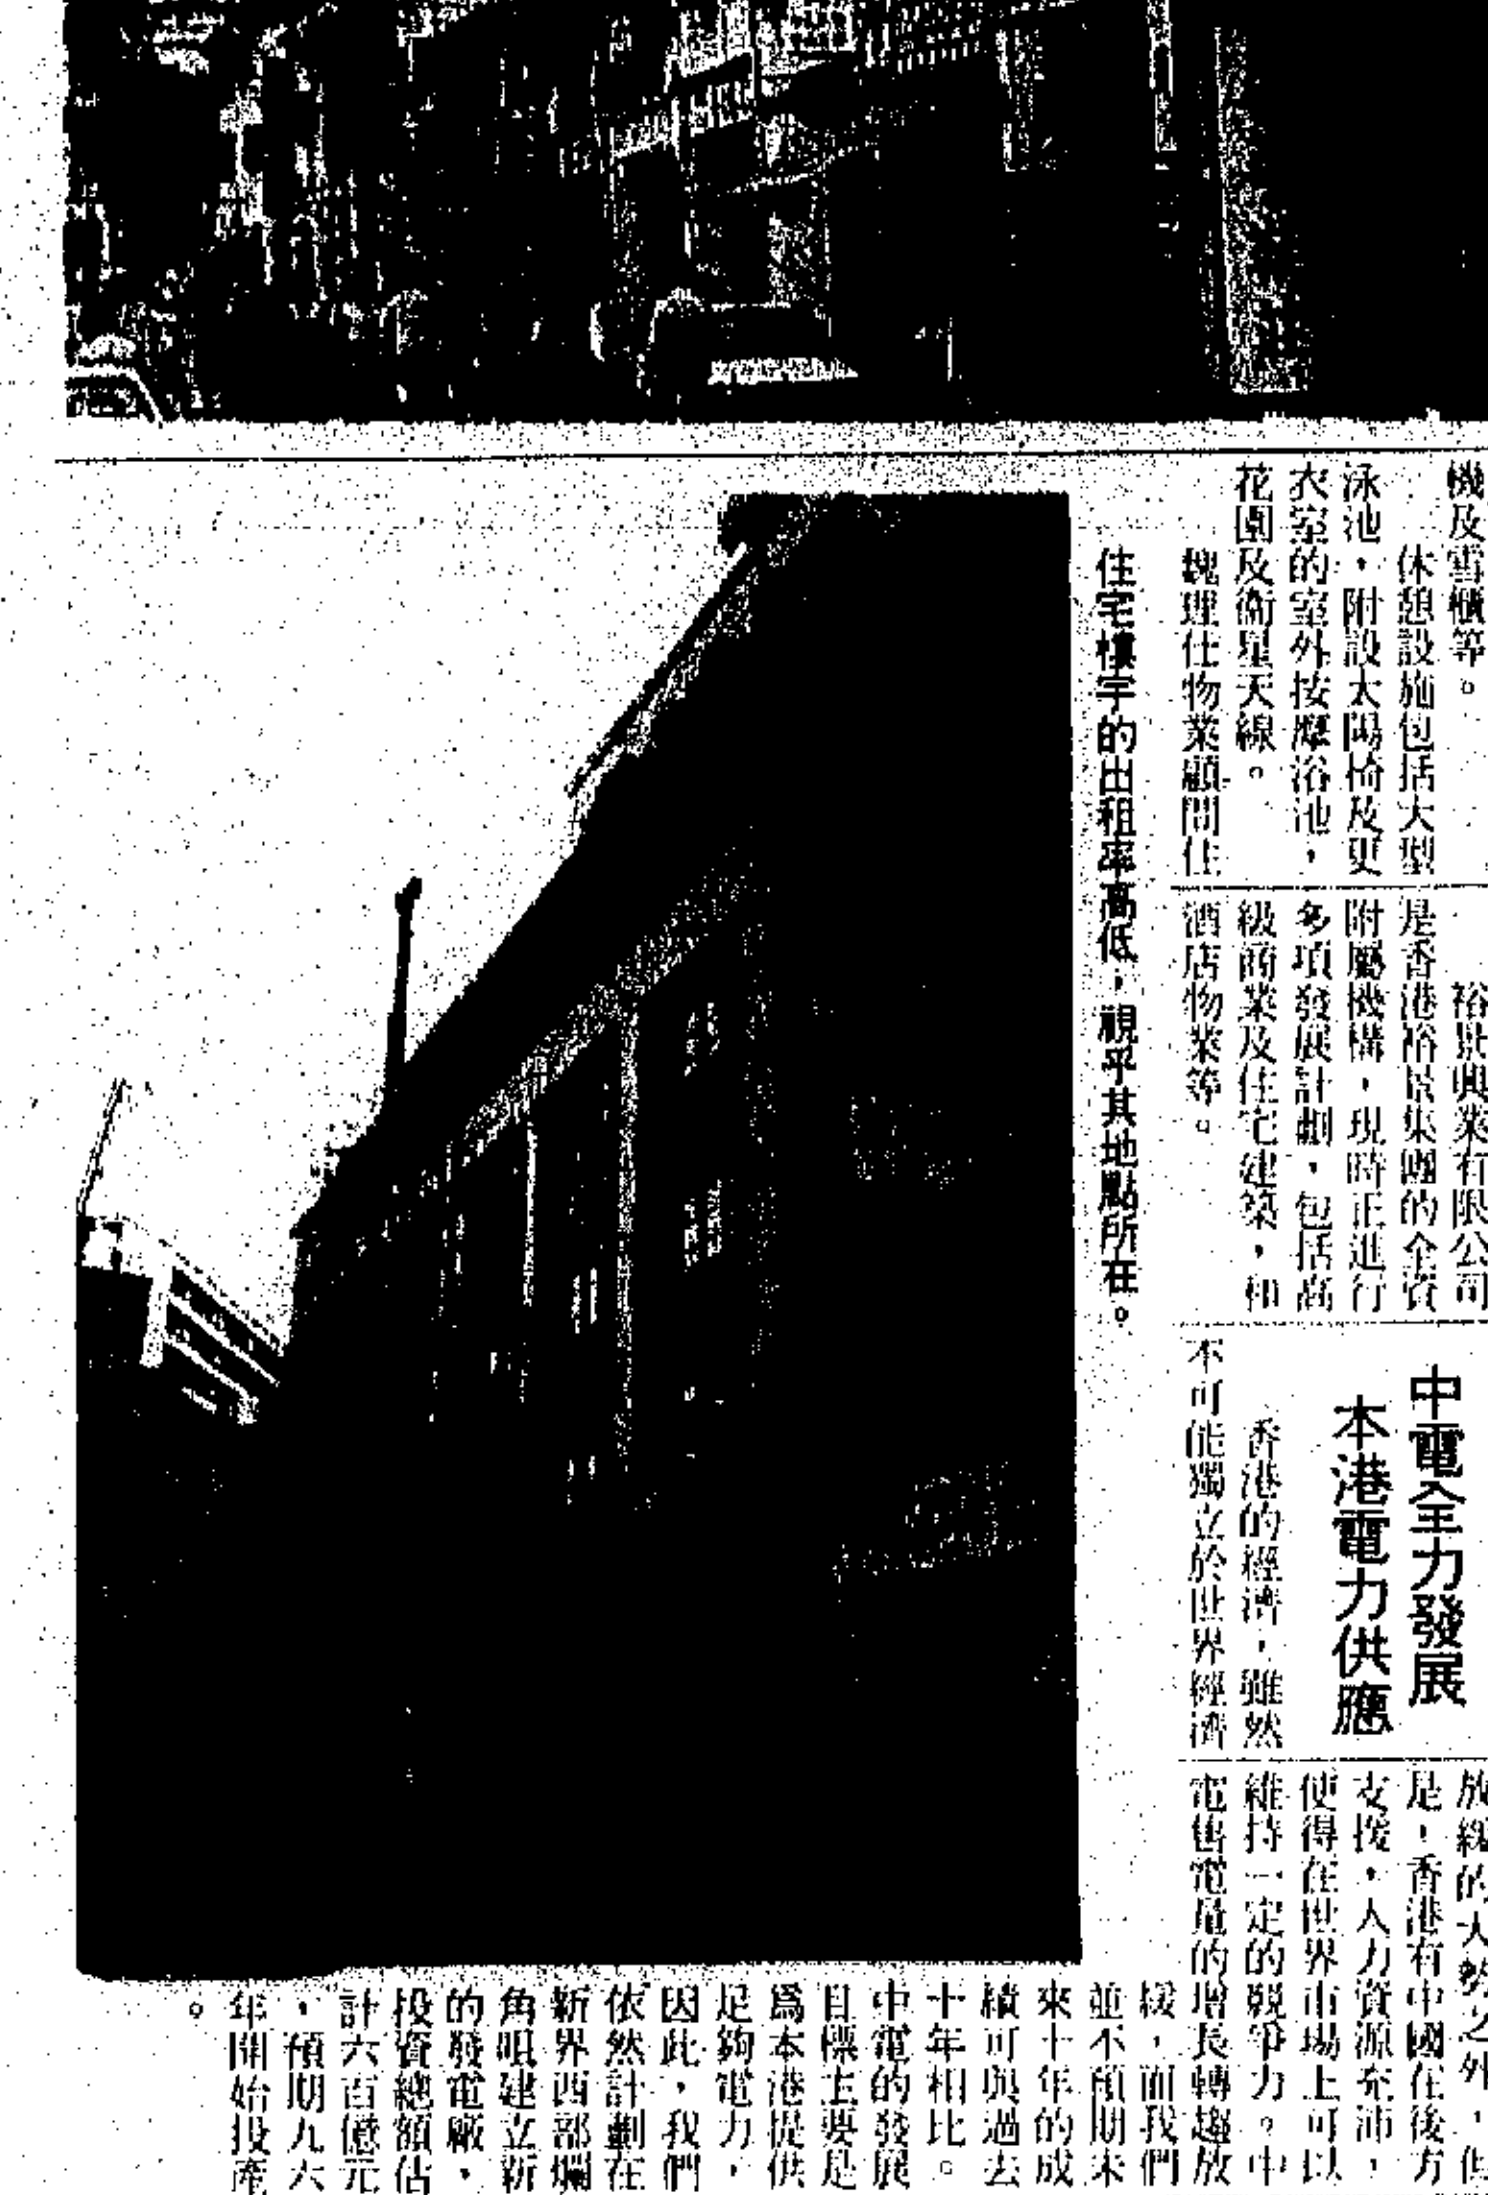 機及雪櫃等。
休憩設施包括大型
泳池，附設太陽椅及更
衣室的室外按摩浴池，
花園及衞星天線。
魏理仕物業顧問住
裕景興業有限公司
是香港裕景集團的全資
附屬機構，現時正進行
多項發展計劃，包括高
級商業及住宅建築，和
酒店物業等。
住宅樓宇的出租率高低，視乎其地點所在。
中電全力發展
本港電力供應
香港的經濟，雖然
不可能獨立於世界經濟
放緩的大勢之外，但
是，香港有中國在後方
支援，人力資源充沛，
使得在世界市場上可以
維持一定的競爭力。中
電售電量的增長轉趨放
緩，而我們
並不預期未
來十年的成
績可與過去
十年相比。
中電的發展
目標主要是
爲本港提供
足夠電力，
因此，我們
依然計劃在
新界西部爛
角咀建立新
的發電廠，
投資總額估
計六百億元
，預期九六
年開始投產
。